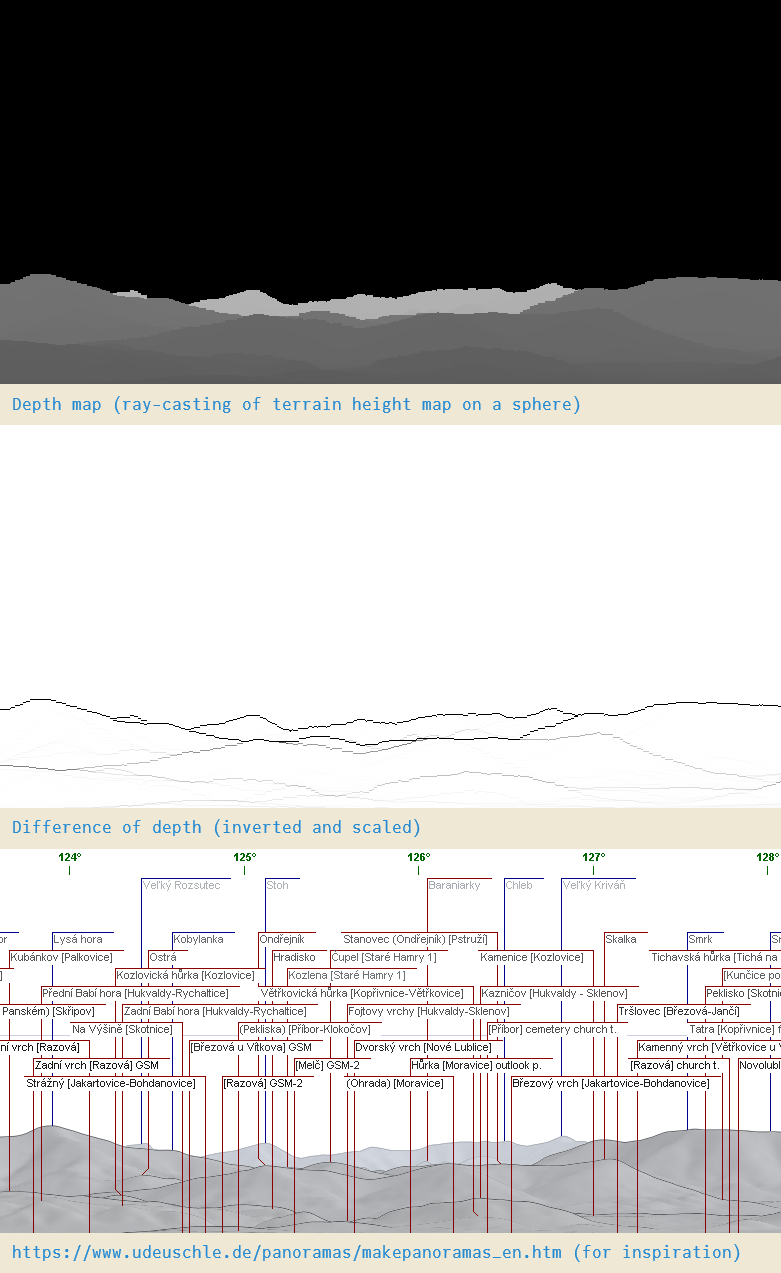 Depth map (ray-casting of terrain height map on a sphere)
Difference of depth (inverted and scaled)
124° 125° 126° 127° 128°
Veľký Rozsutec Stoh Baraniarky Chleb Veľký Kriváň
or Lysá hora Kobylanka Ondřejník Stanovec (Ondřejník) [Pstruží] Skalka Smrk Sm
Kubánkov [Palkovice] Ostrá Hradisko Čupel [Staré Hamry 1] Kamenice [Kozlovice] Tichavská hůrka [Tichá na
] Kozlovická hůrka [Kozlovice] Kozlena [Staré Hamry 1] [Kunčice po
Přední Babí hora [Hukvaldy-Rychaltice] Větřkovická hůrka [Kopřivnice-Větřkovice] Kazničov [Hukvaldy - Sklenov] Peklisko [Skotni
Panském) [Skřipov] Zadní Babí hora [Hukvaldy-Rychaltice] Fojtovy vrchy [Hukvaldy-Sklenov] Tršlovec [Březová-Jančí]
Na Výšině [Skotnice] (Pekliska) [Příbor-Klokočov] [Příbor] cemetery church t. Tatra [Kopřivnice] f
ní vrch [Razová] [Březová u Vítkova] GSM Dvorský vrch [Nové Lublice] Kamenný vrch [Větřkovice u V
Zadní vrch [Razová] GSM [Melč] GSM-2 Hůrka [Moravice] outlook p. [Razová] church t. Novolubl
Strážný [Jakartovice-Bohdanovice] [Razová] GSM-2 (Ohrada) [Moravice] Březový vrch [Jakartovice-Bohdanovice]
https://www.udeuschle.de/panoramas/makepanoramas_en.htm (for inspiration)